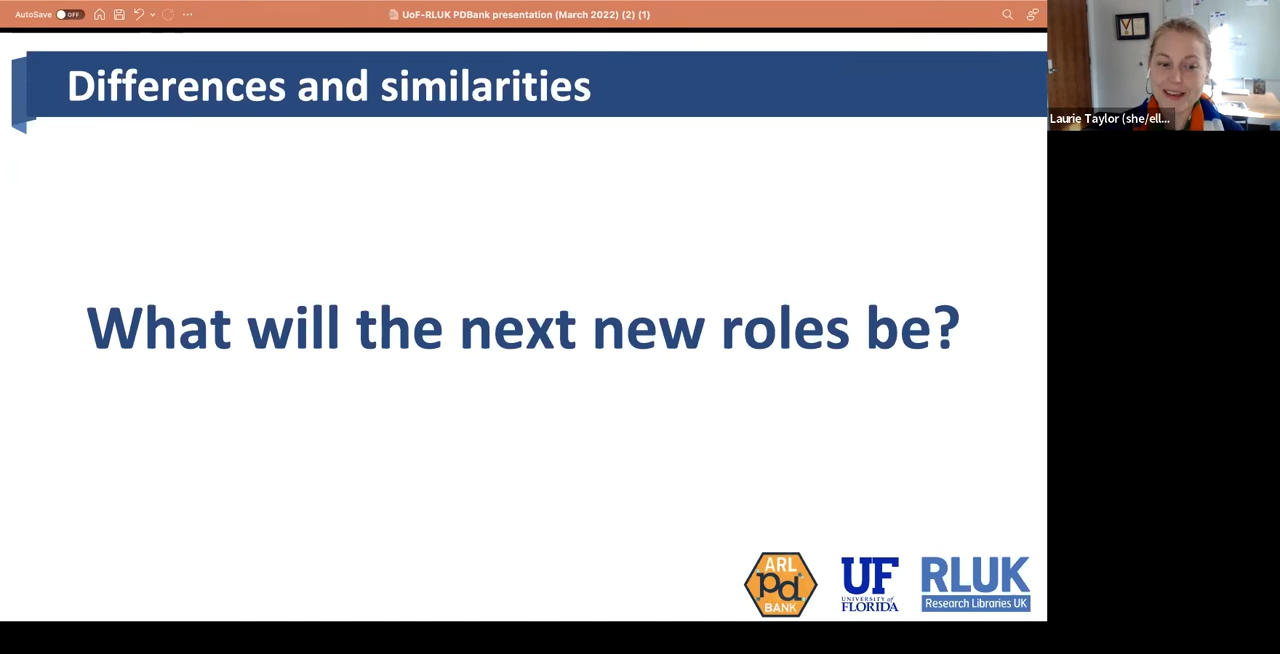 AutoSave OFF
UoF-RLUK PDBank presentation (March 2022) (2) (1)
Differences and similarities
Laurie Taylor (she/ell...
What will the next new roles be?
ARL
pd
BANK
UF
UNIVERSITY of
FLORIDA
RLUK
Research Libraries UK